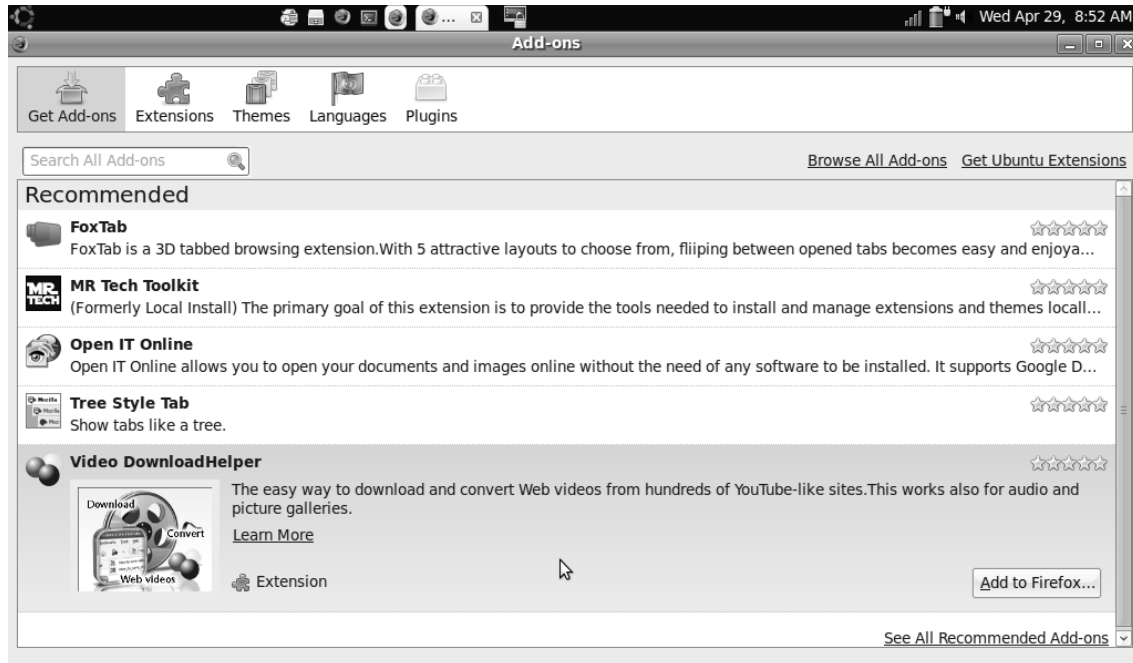 Wed Apr 29, 8:52 AM
Add-ons
Get Add-ons Extensions Themes Languages Plugins
Search All Add-ons
Browse All Add-ons Get Ubuntu Extensions
Recommended
FoxTab
FoxTab is a 3D tabbed browsing extension.With 5 attractive layouts to choose from, fliiping between opened tabs becomes easy and enjoya...
MR TECH
MR Tech Toolkit
(Formerly Local Install) The primary goal of this extension is to provide the tools needed to install and manage extensions and themes locall...
Open IT Online
Open IT Online allows you to open your documents and images online without the need of any software to be installed. It supports Google D...
Mozilla
Tree Style Tab
Show tabs like a tree.
Video DownloadHelper
Download
Convert
Web videos
The easy way to download and convert Web videos from hundreds of YouTube-like sites.This works also for audio and
picture galleries.
Learn More
Extension
Add to Firefox...
See All Recommended Add-ons